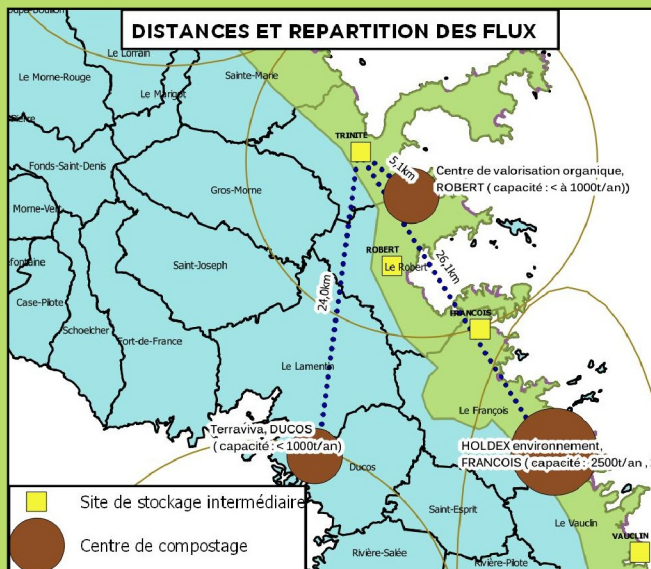 DISTANCES ET REPARTITION DES FLUX
Le Lorrain
Sainte-Marie
Le Morne-Rouge
Le Marigot
TRINITE
5,1km
Centre de valorisation organique,
ROBERT ( capacité : < à 1000t/an))
Fonds-Saint-Denis
Gros-Morne
Morne-Vert
ROBERT
Le Robert
26,1km
Saint-Joseph
24,0km
Case-Pilote
FRANCOIS
Schoelcher
Fort-de-France
Le Lamentin
Le François
Terraviva, DUCOS
( capacité : < 1000t/an)
HOLDEX environnement,
FRANCOIS ( capacité : 2500t/an ,
Ducos
Saint-Esprit
Le Vauclin
VAUCLIN
Rivière-Salée
Rivière-Pilote
Site de stockage intermédiaire
Centre de compostage